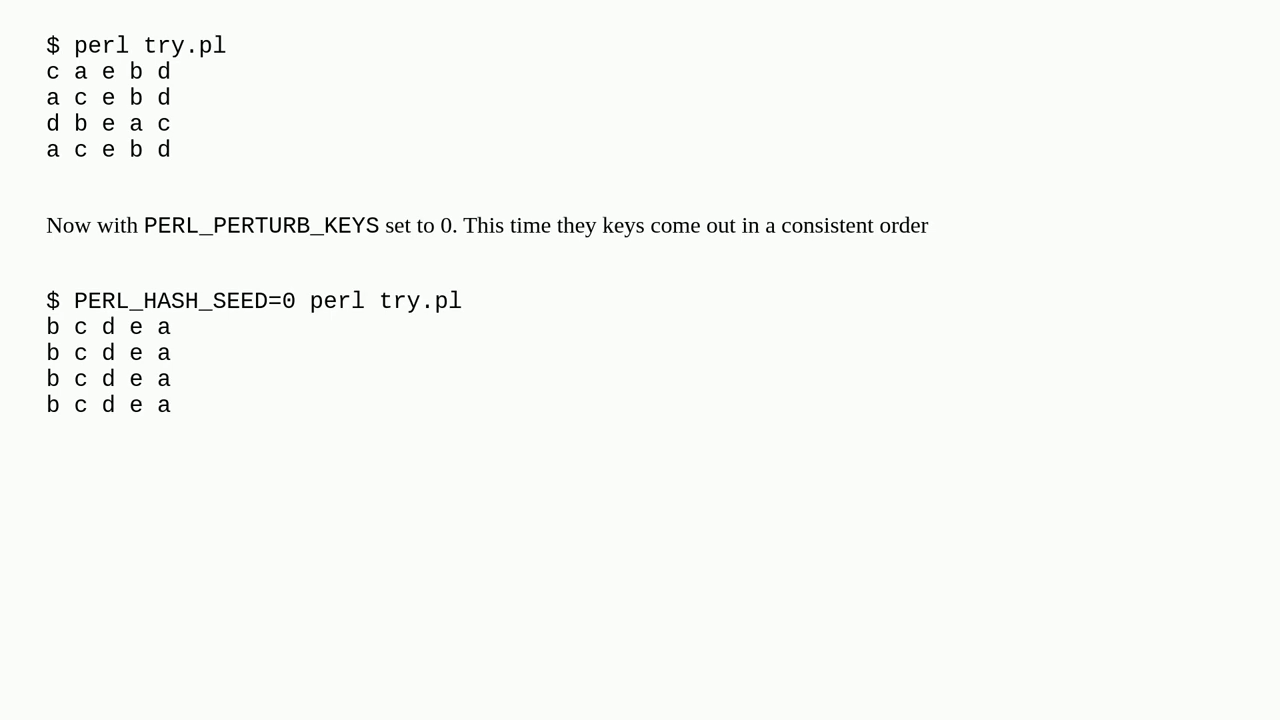 $ perl try.pl
c a e b d
a c e b d
d b e a c
a c e b d
Now with PERL_PERTURB_KEYS set to 0. This time they keys come out in a consistent order
$ PERL_HASH_SEED=0 perl try.pl
b c d e a
b c d e a
b c d e a
b c d e a